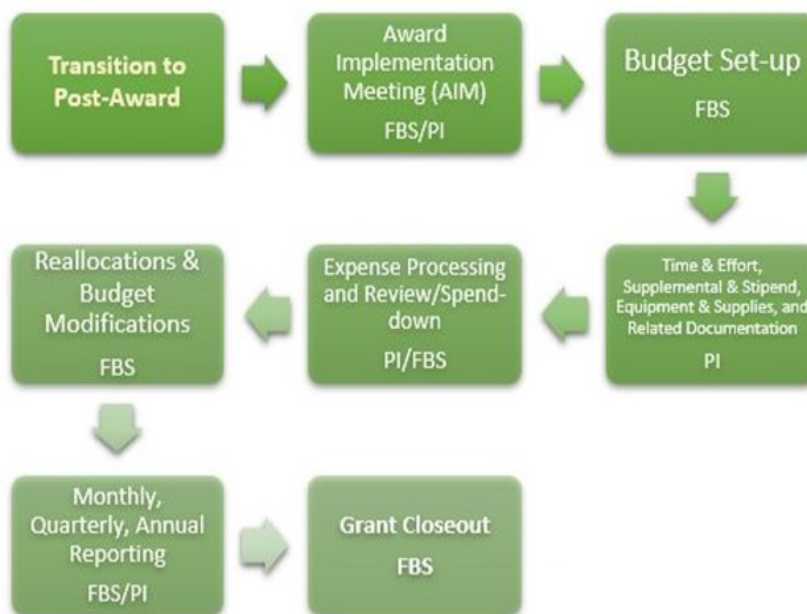 Transition to
Post-Award
Award
Implementation
Meeting (AIM)
FBS/PI
Budget Set-up
FBS
Time & Effort,
Supplemental & Stipend,
Equipment & Supplies, and
Related Documentation
PI
Expense Processing
and Review/Spend-
down
PI/FBS
Reallocations &
Budget
Modifications
FBS
Monthly,
Quarterly, Annual
Reporting
FBS/PI
Grant Closeout
FBS